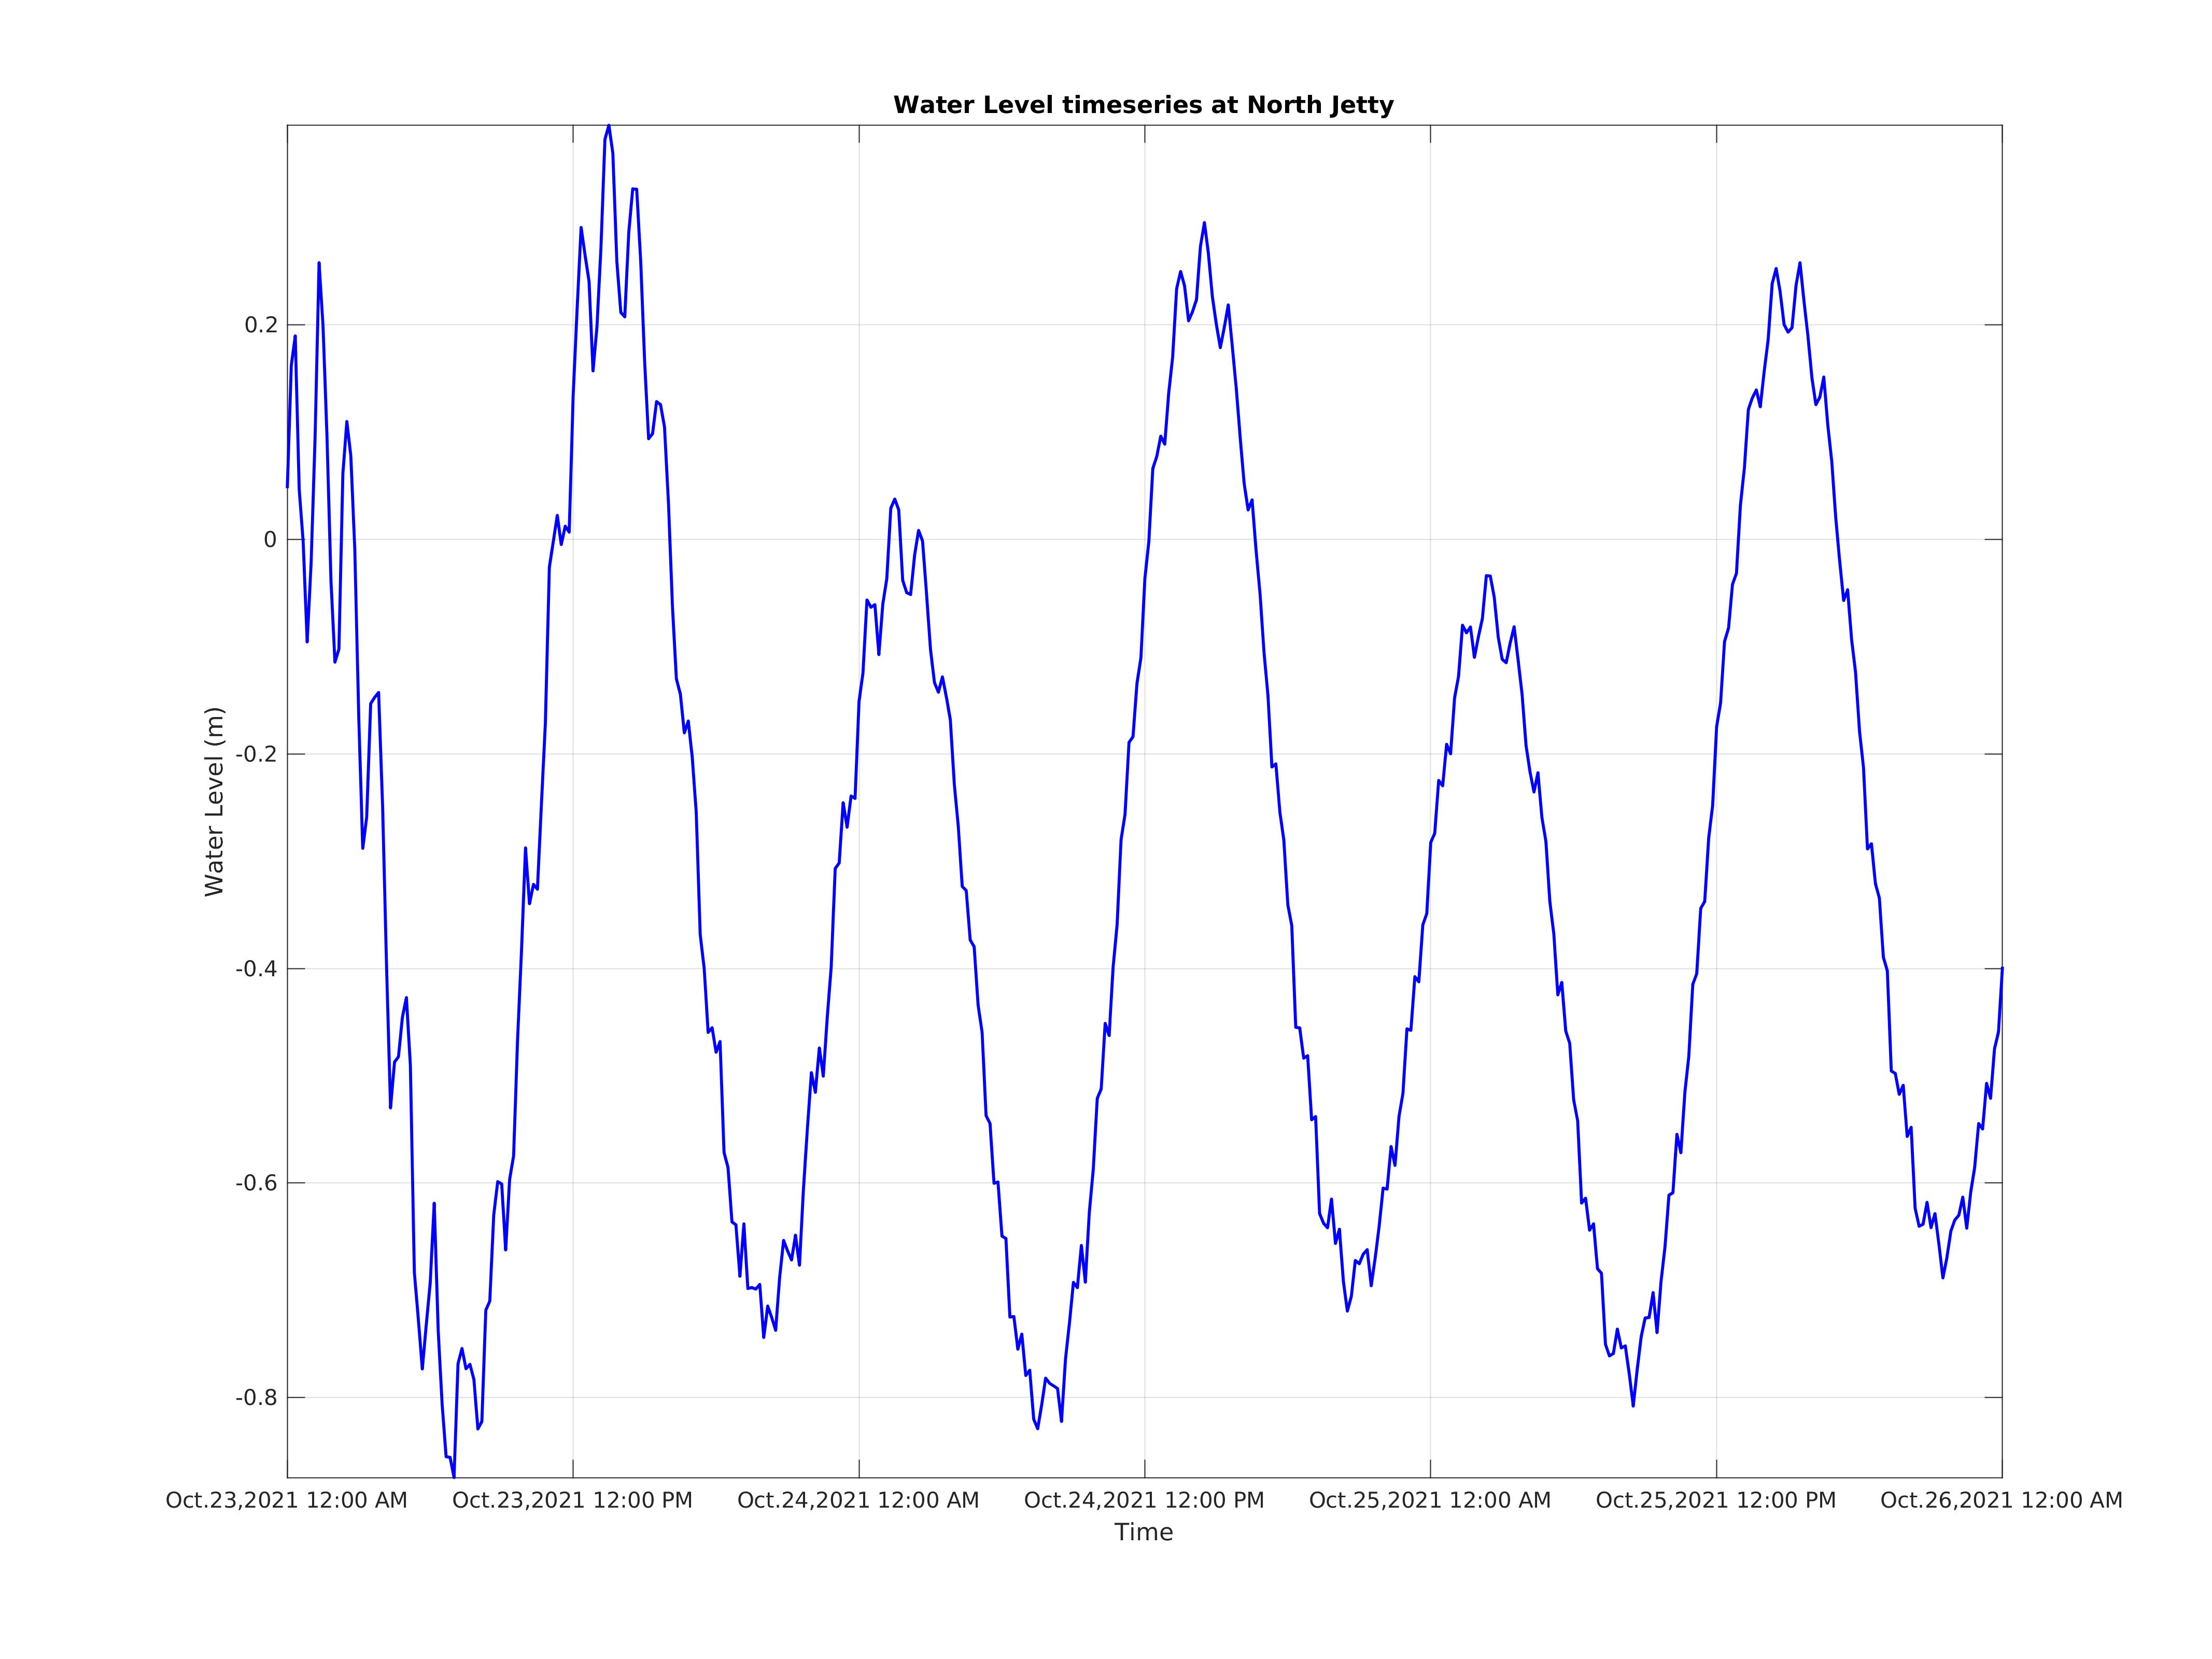 Water Level timeseries at North Jetty
Water Level (m)
0.2
0
-0.2
-0.4
-0.6
-0.8
Oct.23,2021 12:00 AM
Oct.23,2021 12:00 PM
Oct.24,2021 12:00 AM
Oct.24,2021 12:00 PM
Oct.25,2021 12:00 AM
Oct.25,2021 12:00 PM
Oct.26,2021 12:00 AM
Time